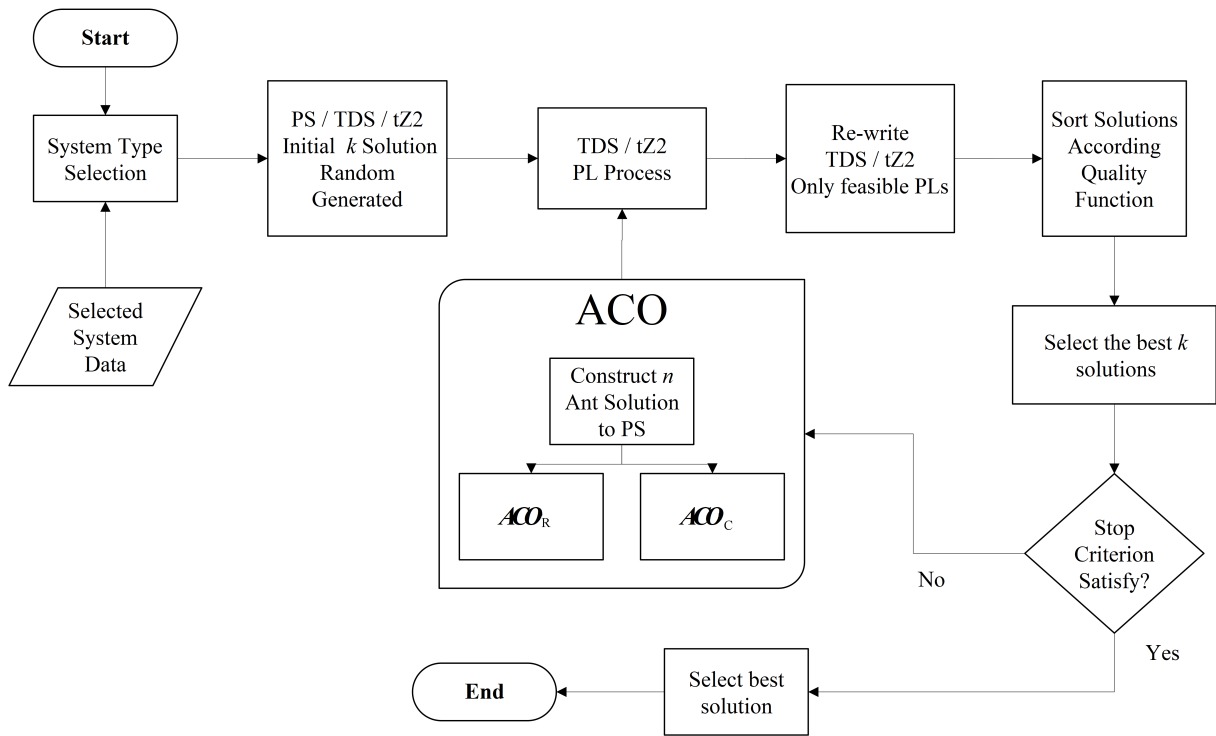 Start
System Type
Selection
Selected
System
Data
PS / TDS / tZ2
Initial k Solution
Random
Generated
TDS / tZ2
PL Process
Re-write
TDS / tZ2
Only feasible PLs
Sort Solutions
According
Quality
Function
Select the best k
solutions
ACO
Construct n
Ant Solution
to PS
ACO R
ACO C
Stop
Criterion
Satisfy?
No
Yes
Select best
solution
End